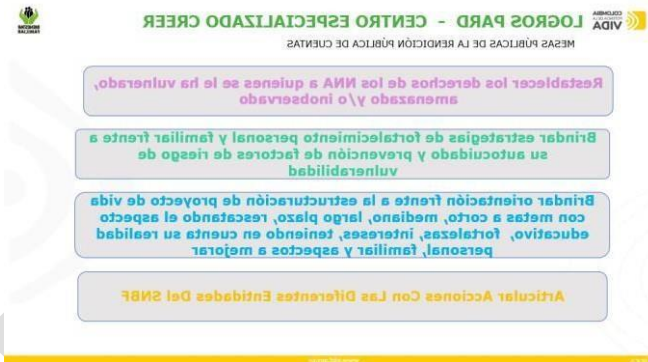 LOGROS PARD - CENTRO ESPECIALIZADO CREER
MESAS PÚBLICAS DE LA RENDICIÓN PÚBLICA DE CUENTAS
COLOMBIA
VIDA
BIENESTAR
FAMILIAR
Restablecer los derechos de los NNA a quienes se le ha vulnerado,
amenazado y/o inobservado
Brindar estrategias de fortalecimiento personal y familiar frente a
su autocuidado y prevención de factores de riesgo de
vulnerabilidad
Brindar orientación frente a la estructuración de proyecto de vida
con metas a corto, mediano, largo plazo, rescatando el aspecto
educativo, fortalezas, intereses, teniendo en cuenta su realidad
personal, familiar y aspectos a mejorar
Articular Acciones Con Las Diferentes Entidades Del SNBF